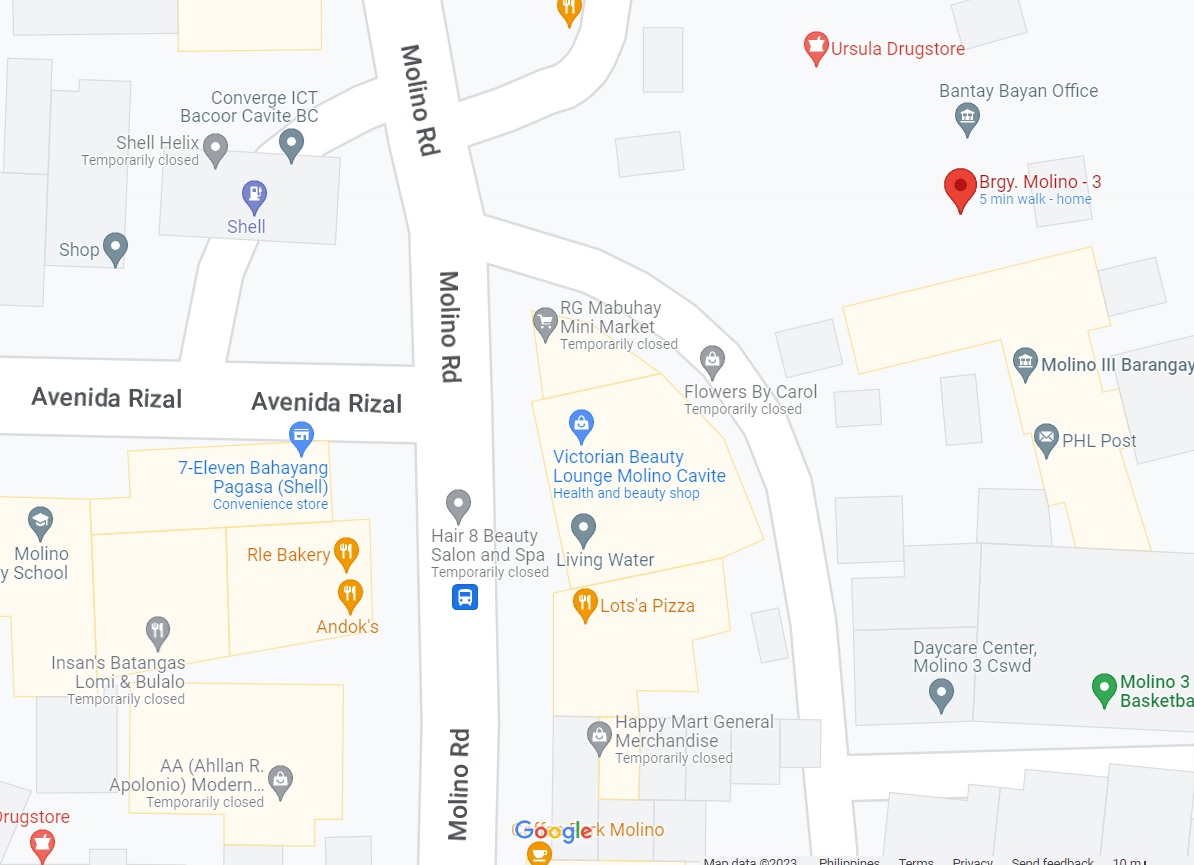 Molino Rd
Ursula Drugstore
Bantay Bayan Office
Converge ICT
Bacoor Cavite BC
Shell Helix
Temporarily closed
Brgy. Molino - 3
5 min walk - home
Shell
Shop
Molino Rd
RG Mabuhay
Mini Market
Temporarily closed
Molino III Barangay
Flowers By Carol
Temporarily closed
Avenida Rizal
Avenida Rizal
PHL Post
7-Eleven Bahayang
Pagasa (Shell)
Convenience store
Victorian Beauty
Lounge Molino Cavite
Health and beauty shop
Molino
y School
Rle Bakery
Hair 8 Beauty
Salon and Spa
Temporarily closed
Living Water
Lots'a Pizza
Andok's
Insan's Batangas
Lomi & Bulalo
Temporarily closed
Daycare Center,
Molino 3 Cswd
Molino 3
Basketba
Happy Mart General
Merchandise
Temporarily closed
Molino Rd
AA (Ahllan R.
Apolonio) Modern...
Temporarily closed
Drugstore
Google
rk Molino
Map data ©2023 Philippines Terms Privacy Send feedback 10 m